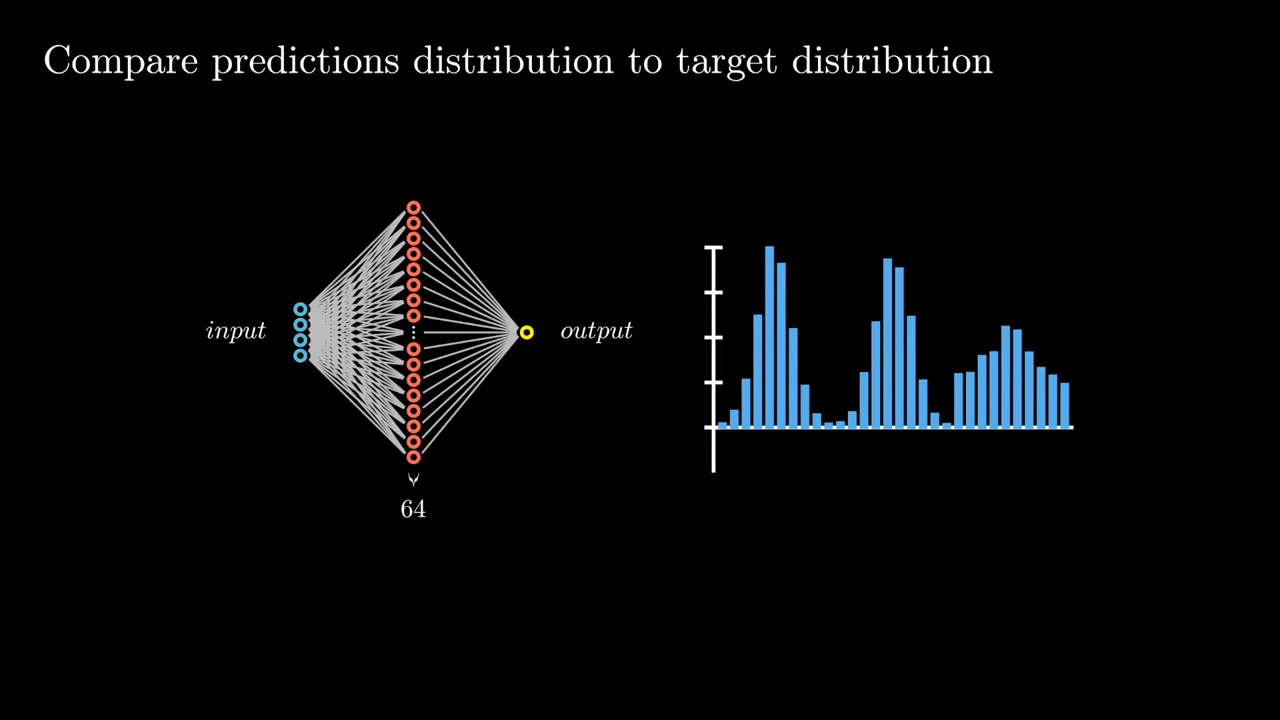 Compare predictions distribution to target distribution
input
output
64